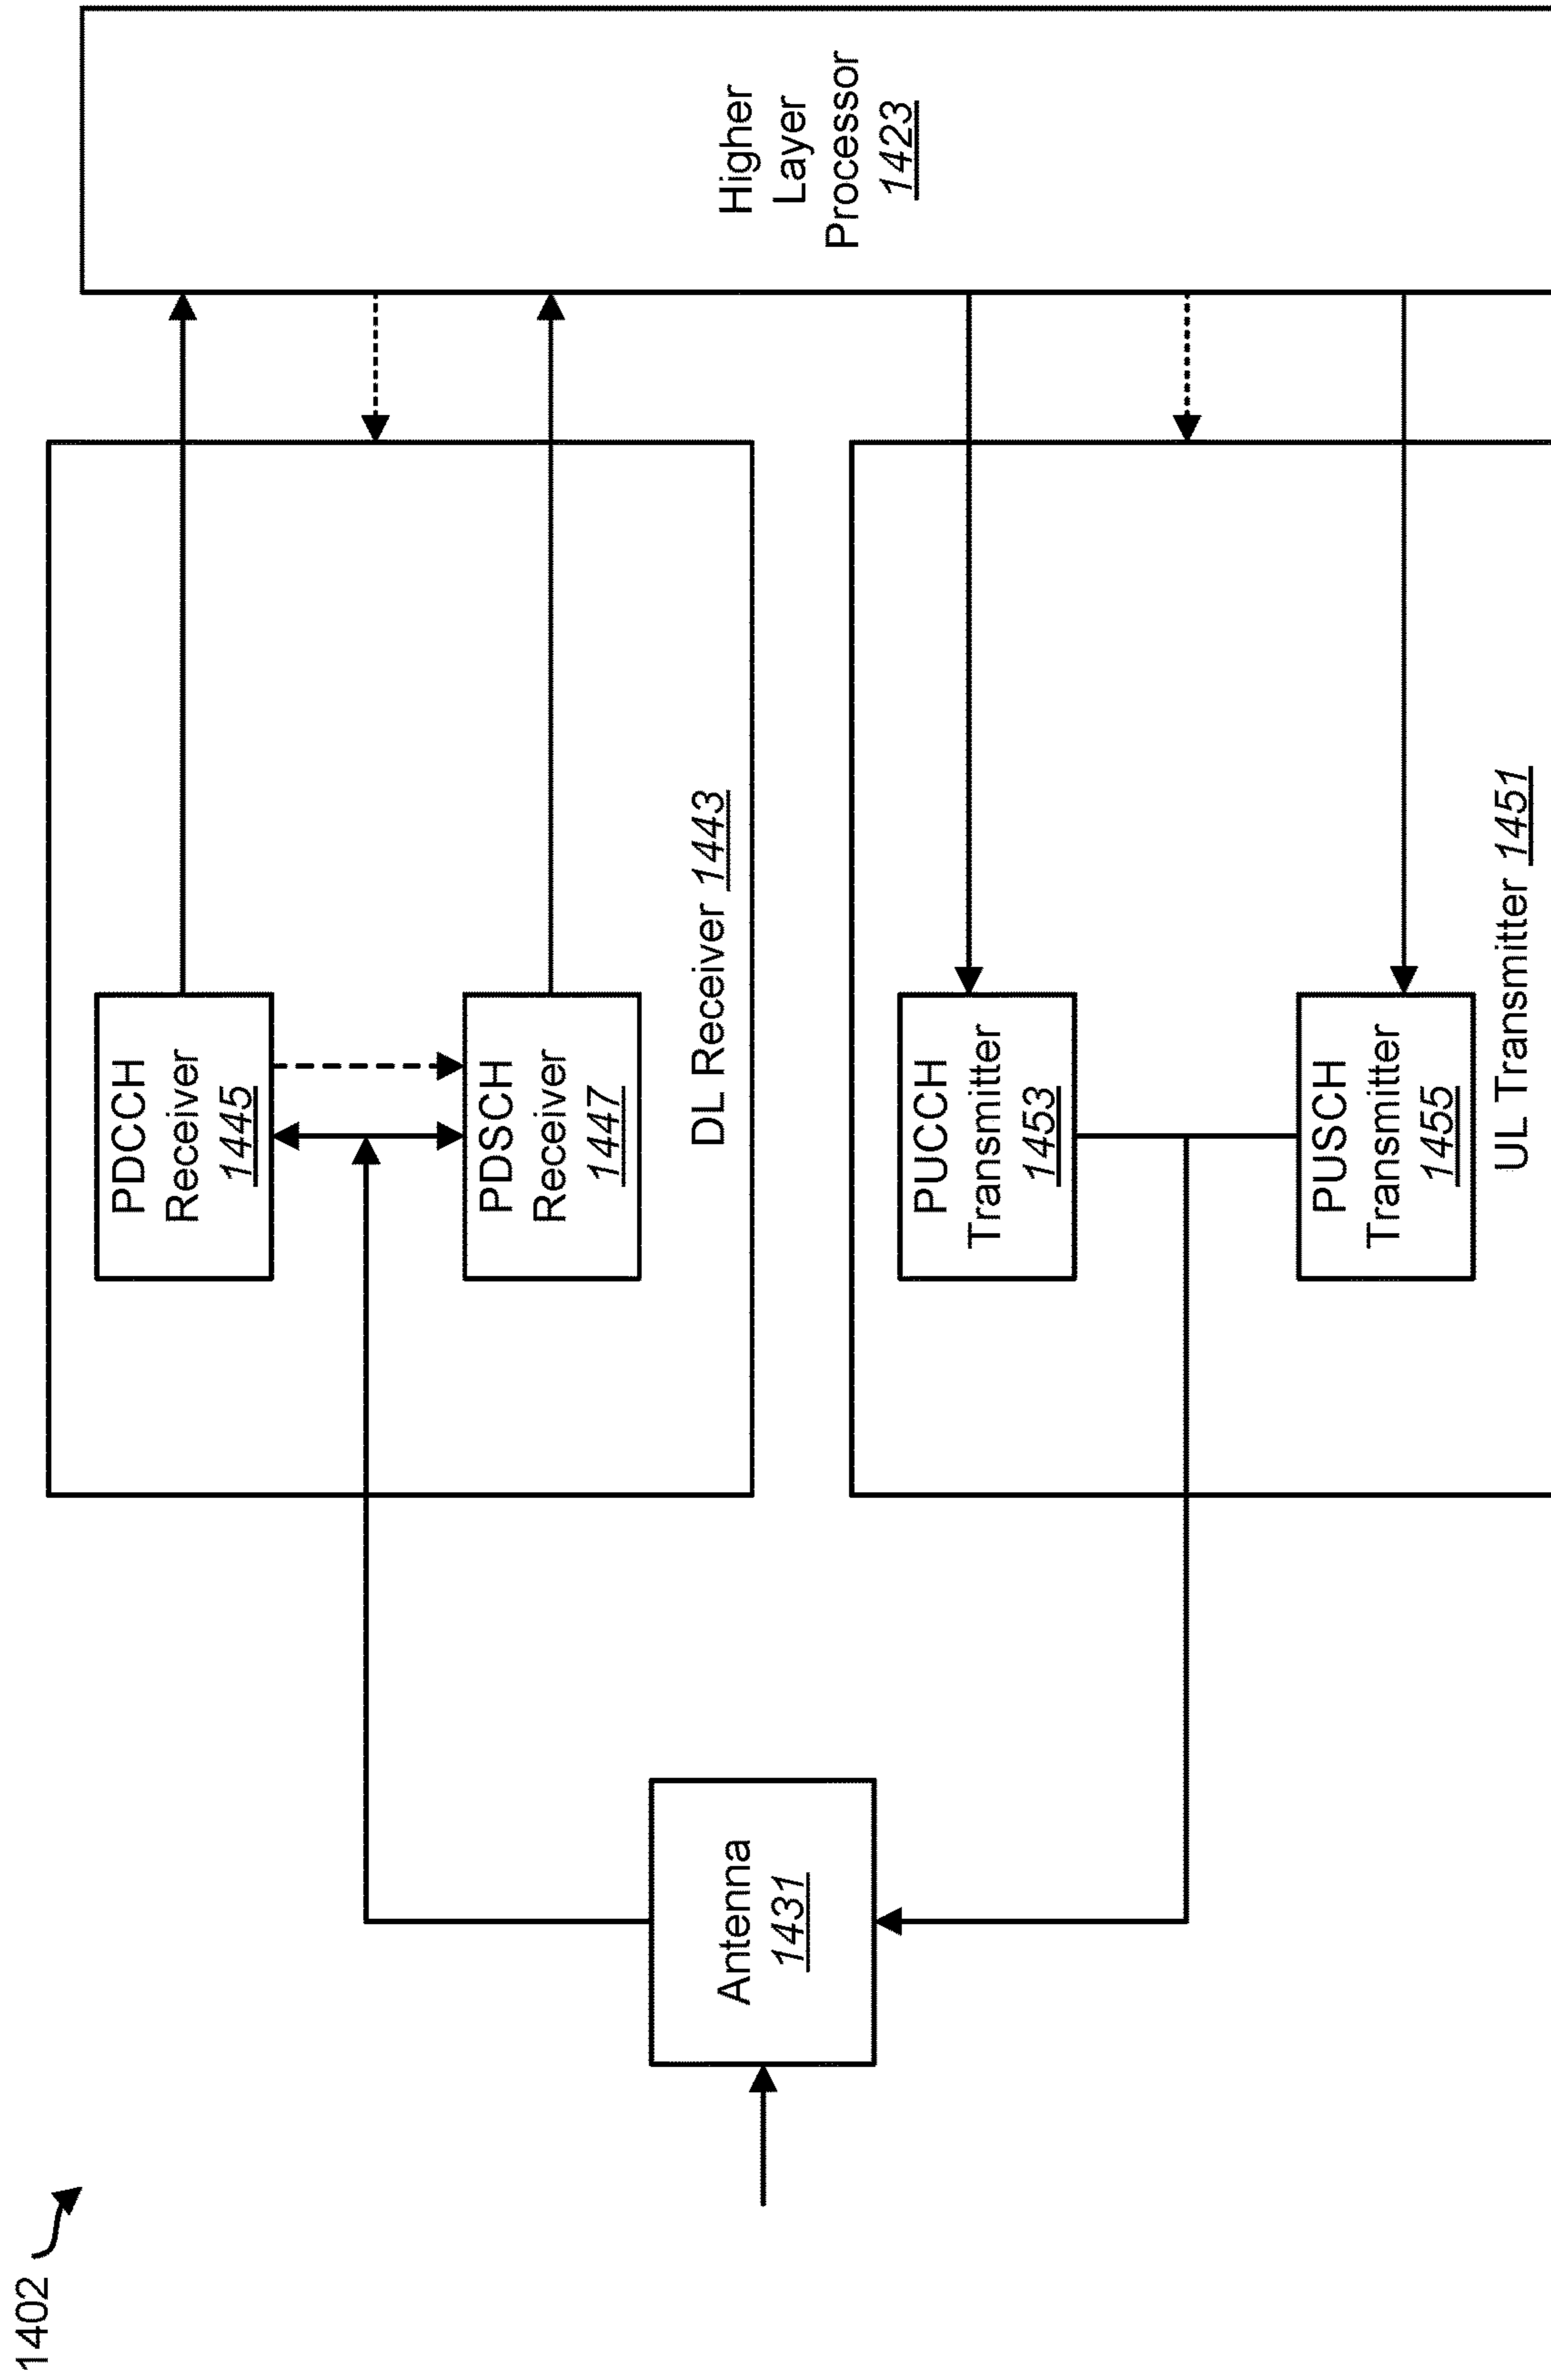 1402
Antenna
1431
PDCCH
Receiver
1445
PDSCH
Receiver
1447
DL Receiver 1443
PUCCH
Transmitter
1453
PUSCH
Transmitter
1455
UL Transmitter 1451
Higher
Layer
Processor
1423